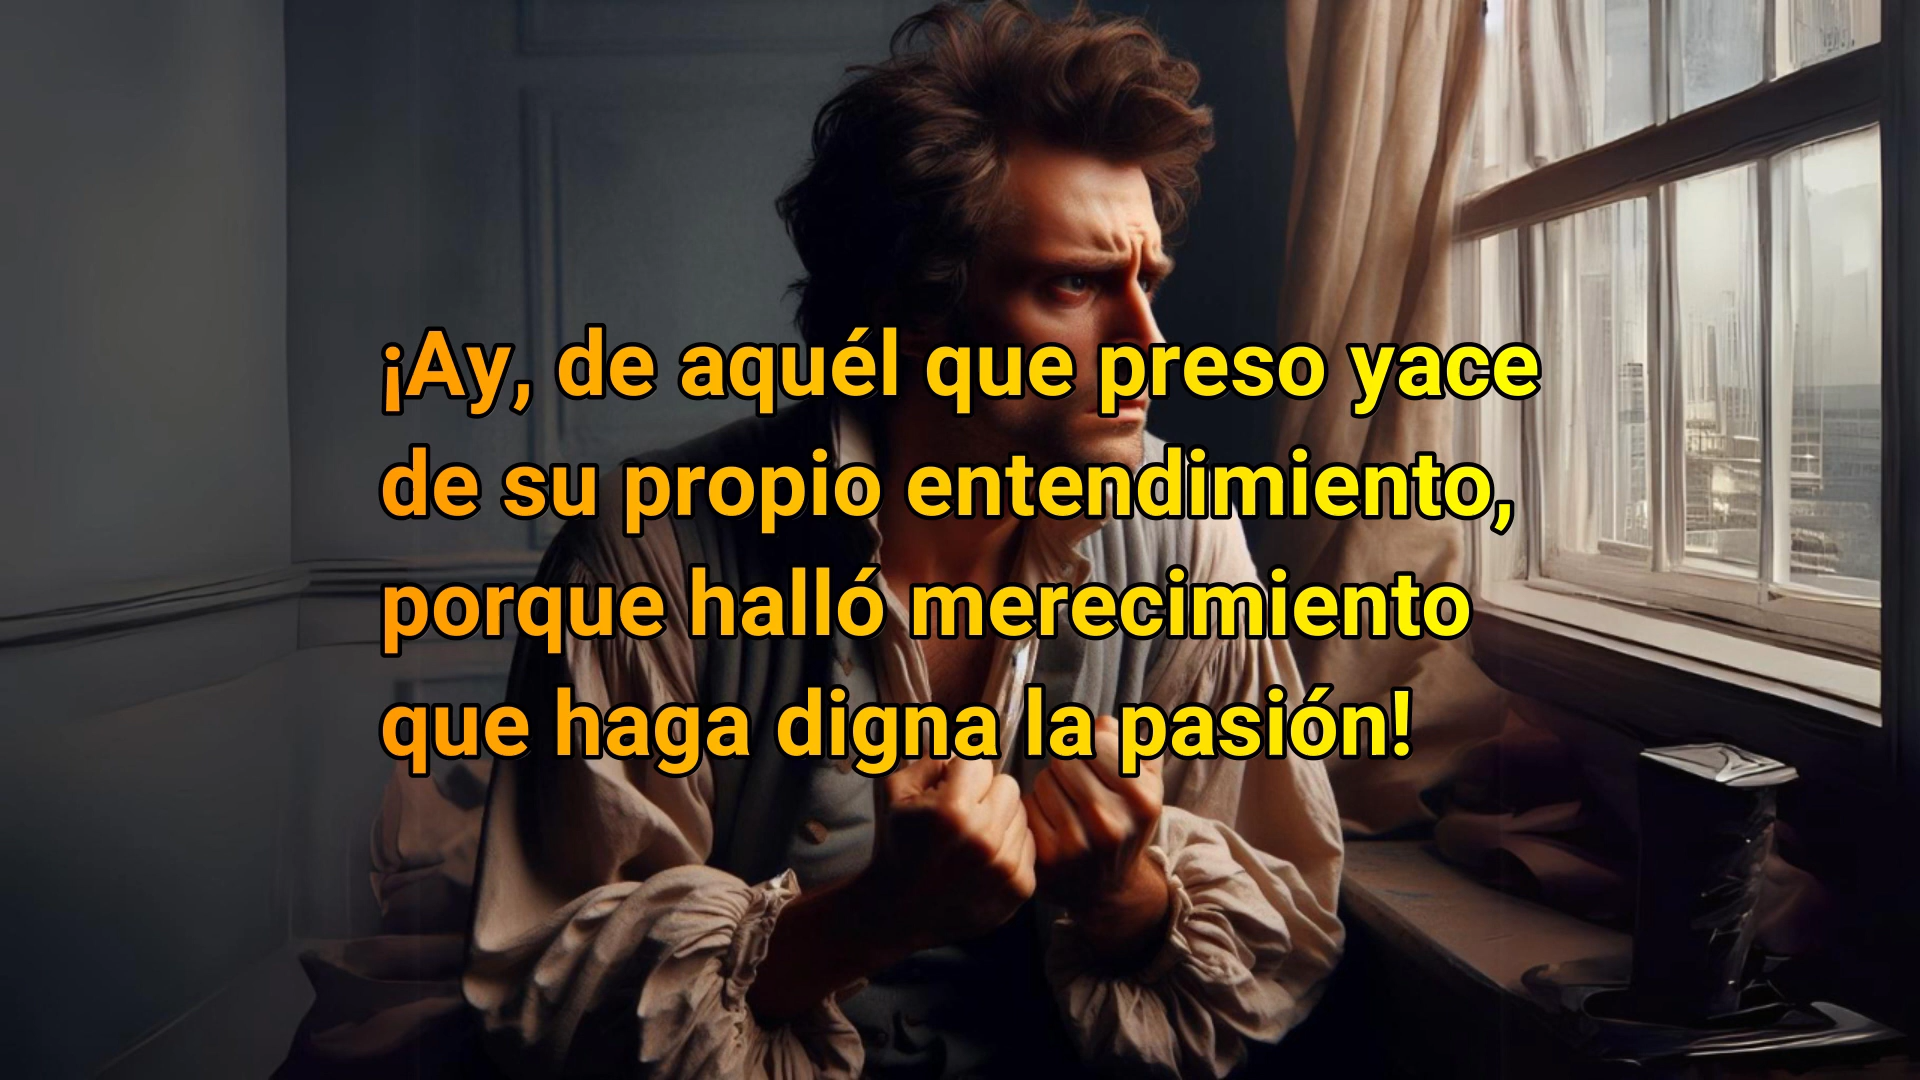 ¡Ay, de aquél que preso yace
de su propio entendimiento,
porque halló merecimiento
que haga digna la pasión!